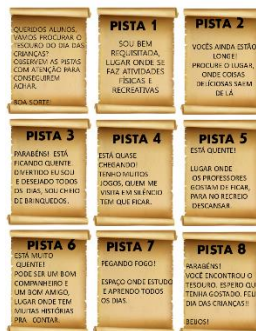 QUERIDOS ALUNOS,
VAMOS PROCURAR O
TESOURO DO DIA DAS
CRIANÇAS?
OBSERVEM AS PISTAS
COM ATENÇÃO PARA
CONSEGUIREM
ACHAR.
BOA SORTE!
PISTA 1
SOU BEM
REQUISITADA,
LUGAR ONDE SE
FAZ ATIVIDADES
FÍSICAS E
RECREATIVAS
PISTA 2
VOCÊS AINDA ESTÃO
LONGE!
PROCURE O LUGAR,
ONDE COISAS
DELICIOSAS SAEM
DE LÁ
PISTA 3
PARABÉNS! ESTÁ
FICANDO QUENTE.
DIVERTIDO EU SOU
E DESEJADO TODOS
OS DIAS, SOU CHEIO
DE BRINQUEDOS.
PISTA 4
ESTÁ QUASE
CHEGANDO!
TENHO MUITOS
JOGOS, QUEM ME
VISITA EM SILÊNCIO
TEM QUE FICAR.
PISTA 5
ESTÁ QUENTE!
LUGAR ONDE
OS PROFESSORES
GOSTAM DE FICAR,
PARA NO RECREIO
DESCANSAR.
PISTA 6
ESTÁ MUITO
QUENTE!
PODE SER UM BOM
COMPANHEIRO E
UM BOM AMIGO,
LUGAR ONDE TEM
MUITAS HISTÓRIAS
PRA CONTAR.
PISTA 7
PEGANDO FOGO!
ESPAÇO ONDE ESTUDO
E APRENDO TODOS
OS DIAS.
PISTA 8
PARABÉNS!
VOCÊ ENCONTROU O
TESOURO. ESPERO QUE
TENHA GOSTADO. FELIZ
DIA DAS CRIANÇAS!!
BEIJOS!